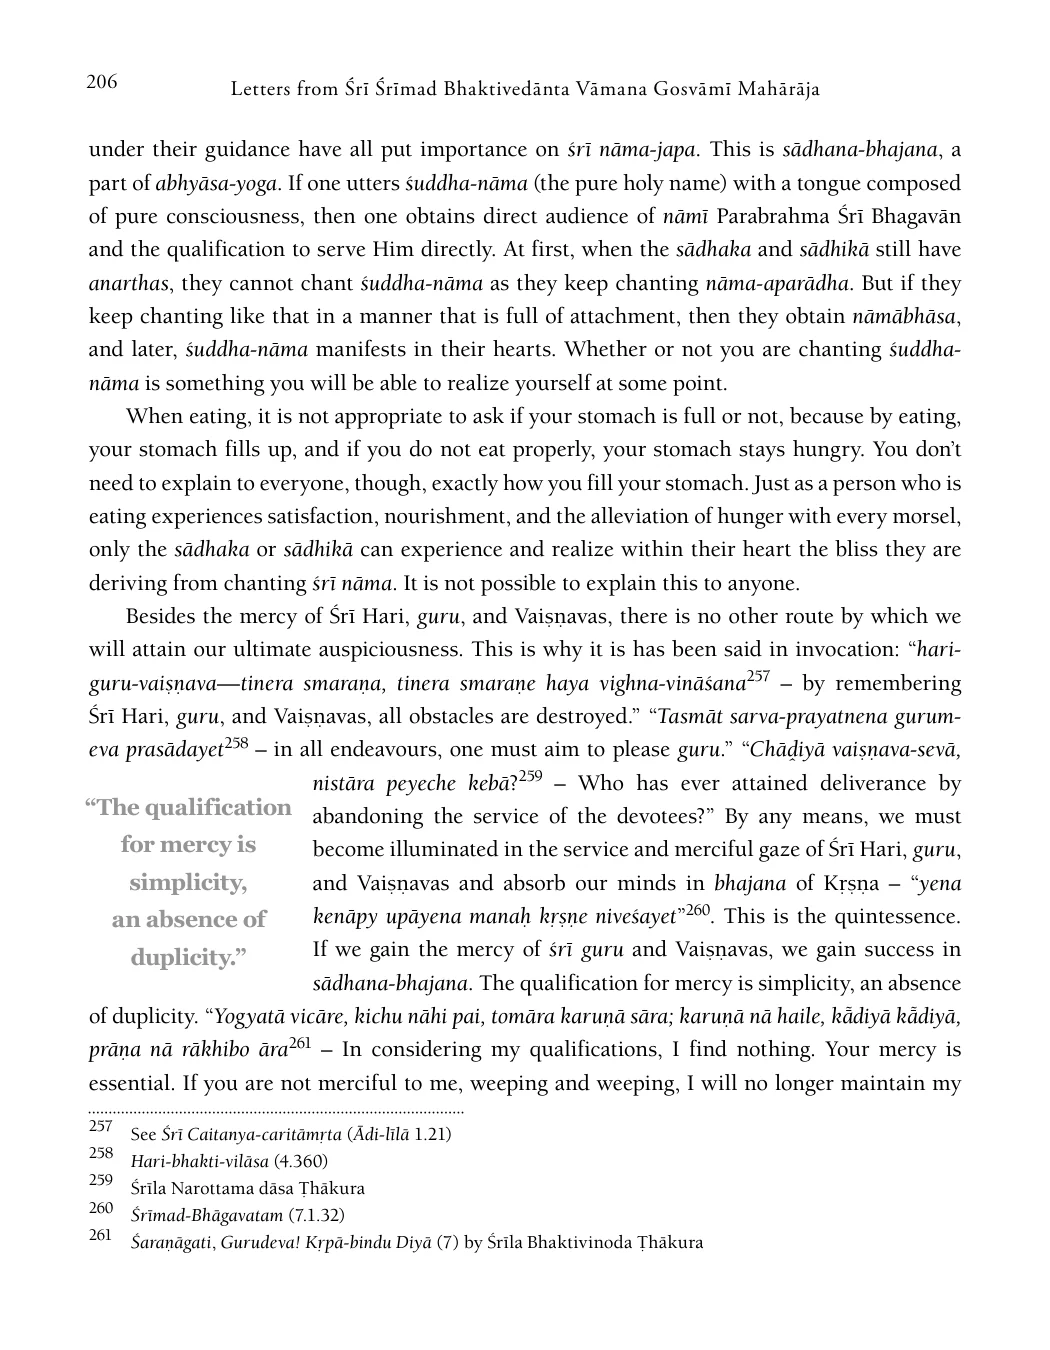 206
Letters from Śrī Śrīmad Bhaktivedānta Vāmana Gosvāmī Mahārāja
under their guidance have all put importance on śrī nāma-japa. This is sādhana-bhajana, a
part of abhyāsa-yoga. If one utters śuddha-nāma (the pure holy name) with a tongue composed
of pure consciousness, then one obtains direct audience of nāmī Parabrahma Śrī Bhagavān
and the qualification to serve Him directly. At first, when the sādhaka and sādhikā still have
anarthas, they cannot chant śuddha-nāma as they keep chanting nāma-aparādha. But if they
keep chanting like that in a manner that is full of attachment, then they obtain nāmābhāsa,
and later, śuddha-nāma manifests in their hearts. Whether or not you are chanting śuddha-
nāma is something you will be able to realize yourself at some point.
When eating, it is not appropriate to ask if your stomach is full or not, because by eating,
your stomach fills up, and if you do not eat properly, your stomach stays hungry. You don’t
need to explain to everyone, though, exactly how you fill your stomach. Just as a person who is
eating experiences satisfaction, nourishment, and the alleviation of hunger with every morsel,
only the sādhaka or sādhikā can experience and realize within their heart the bliss they are
deriving from chanting śrī nāma. It is not possible to explain this to anyone.
Besides the mercy of Śrī Hari, guru, and Vaiṣṇavas, there is no other route by which we
will attain our ultimate auspiciousness. This is why it is has been said in invocation: “hari-
guru-vaiṣṇava—tinera smaraṇa, tinera smaraṇe haya vighna-vināśana257 – by remembering
Śrī Hari, guru, and Vaiṣṇavas, all obstacles are destroyed.” “Tasmāt sarva-prayatnena gurum-
eva prasādayet258 – in all endeavours, one must aim to please guru.” “Chāḓiyā vaiṣṇava-sevā,
nistāra peyeche kebā?259 – Who has ever attained deliverance by
abandoning the service of the devotees?” By any means, we must
become illuminated in the service and merciful gaze of Śrī Hari, guru,
and Vaiṣṇavas and absorb our minds in bhajana of Kṛṣṇa – “yena
kenāpy upāyena manaḥ kṛṣṇe niveśayet”260. This is the quintessence.
If we gain the mercy of śrī guru and Vaiṣṇavas, we gain success in
sādhana-bhajana. The qualification for mercy is simplicity, an absence
“The qualification
for mercy is
simplicity,
an absence of
duplicity.”
of duplicity. “Yogyatā vicāre, kichu nāhi pai, tomāra karuṇā sāra; karuṇā nā haile, kā̐diyā kā̐diyā,
prāṇa nā rākhibo āra261 – In considering my qualifications, I find nothing. Your mercy is
essential. If you are not merciful to me, weeping and weeping, I will no longer maintain my
257 See Śrī Caitanya-caritāmṛta (Ādi-līlā 1.21)
258 Hari-bhakti-vilāsa (4.360)
259 Śrīla Narottama dāsa Ṭhākura
260 Śrīmad-Bhāgavatam (7.1.32)
261 Śaraṇāgati, Gurudeva! Kṛpā-bindu Diyā (7) by Śrīla Bhaktivinoda Ṭhākura